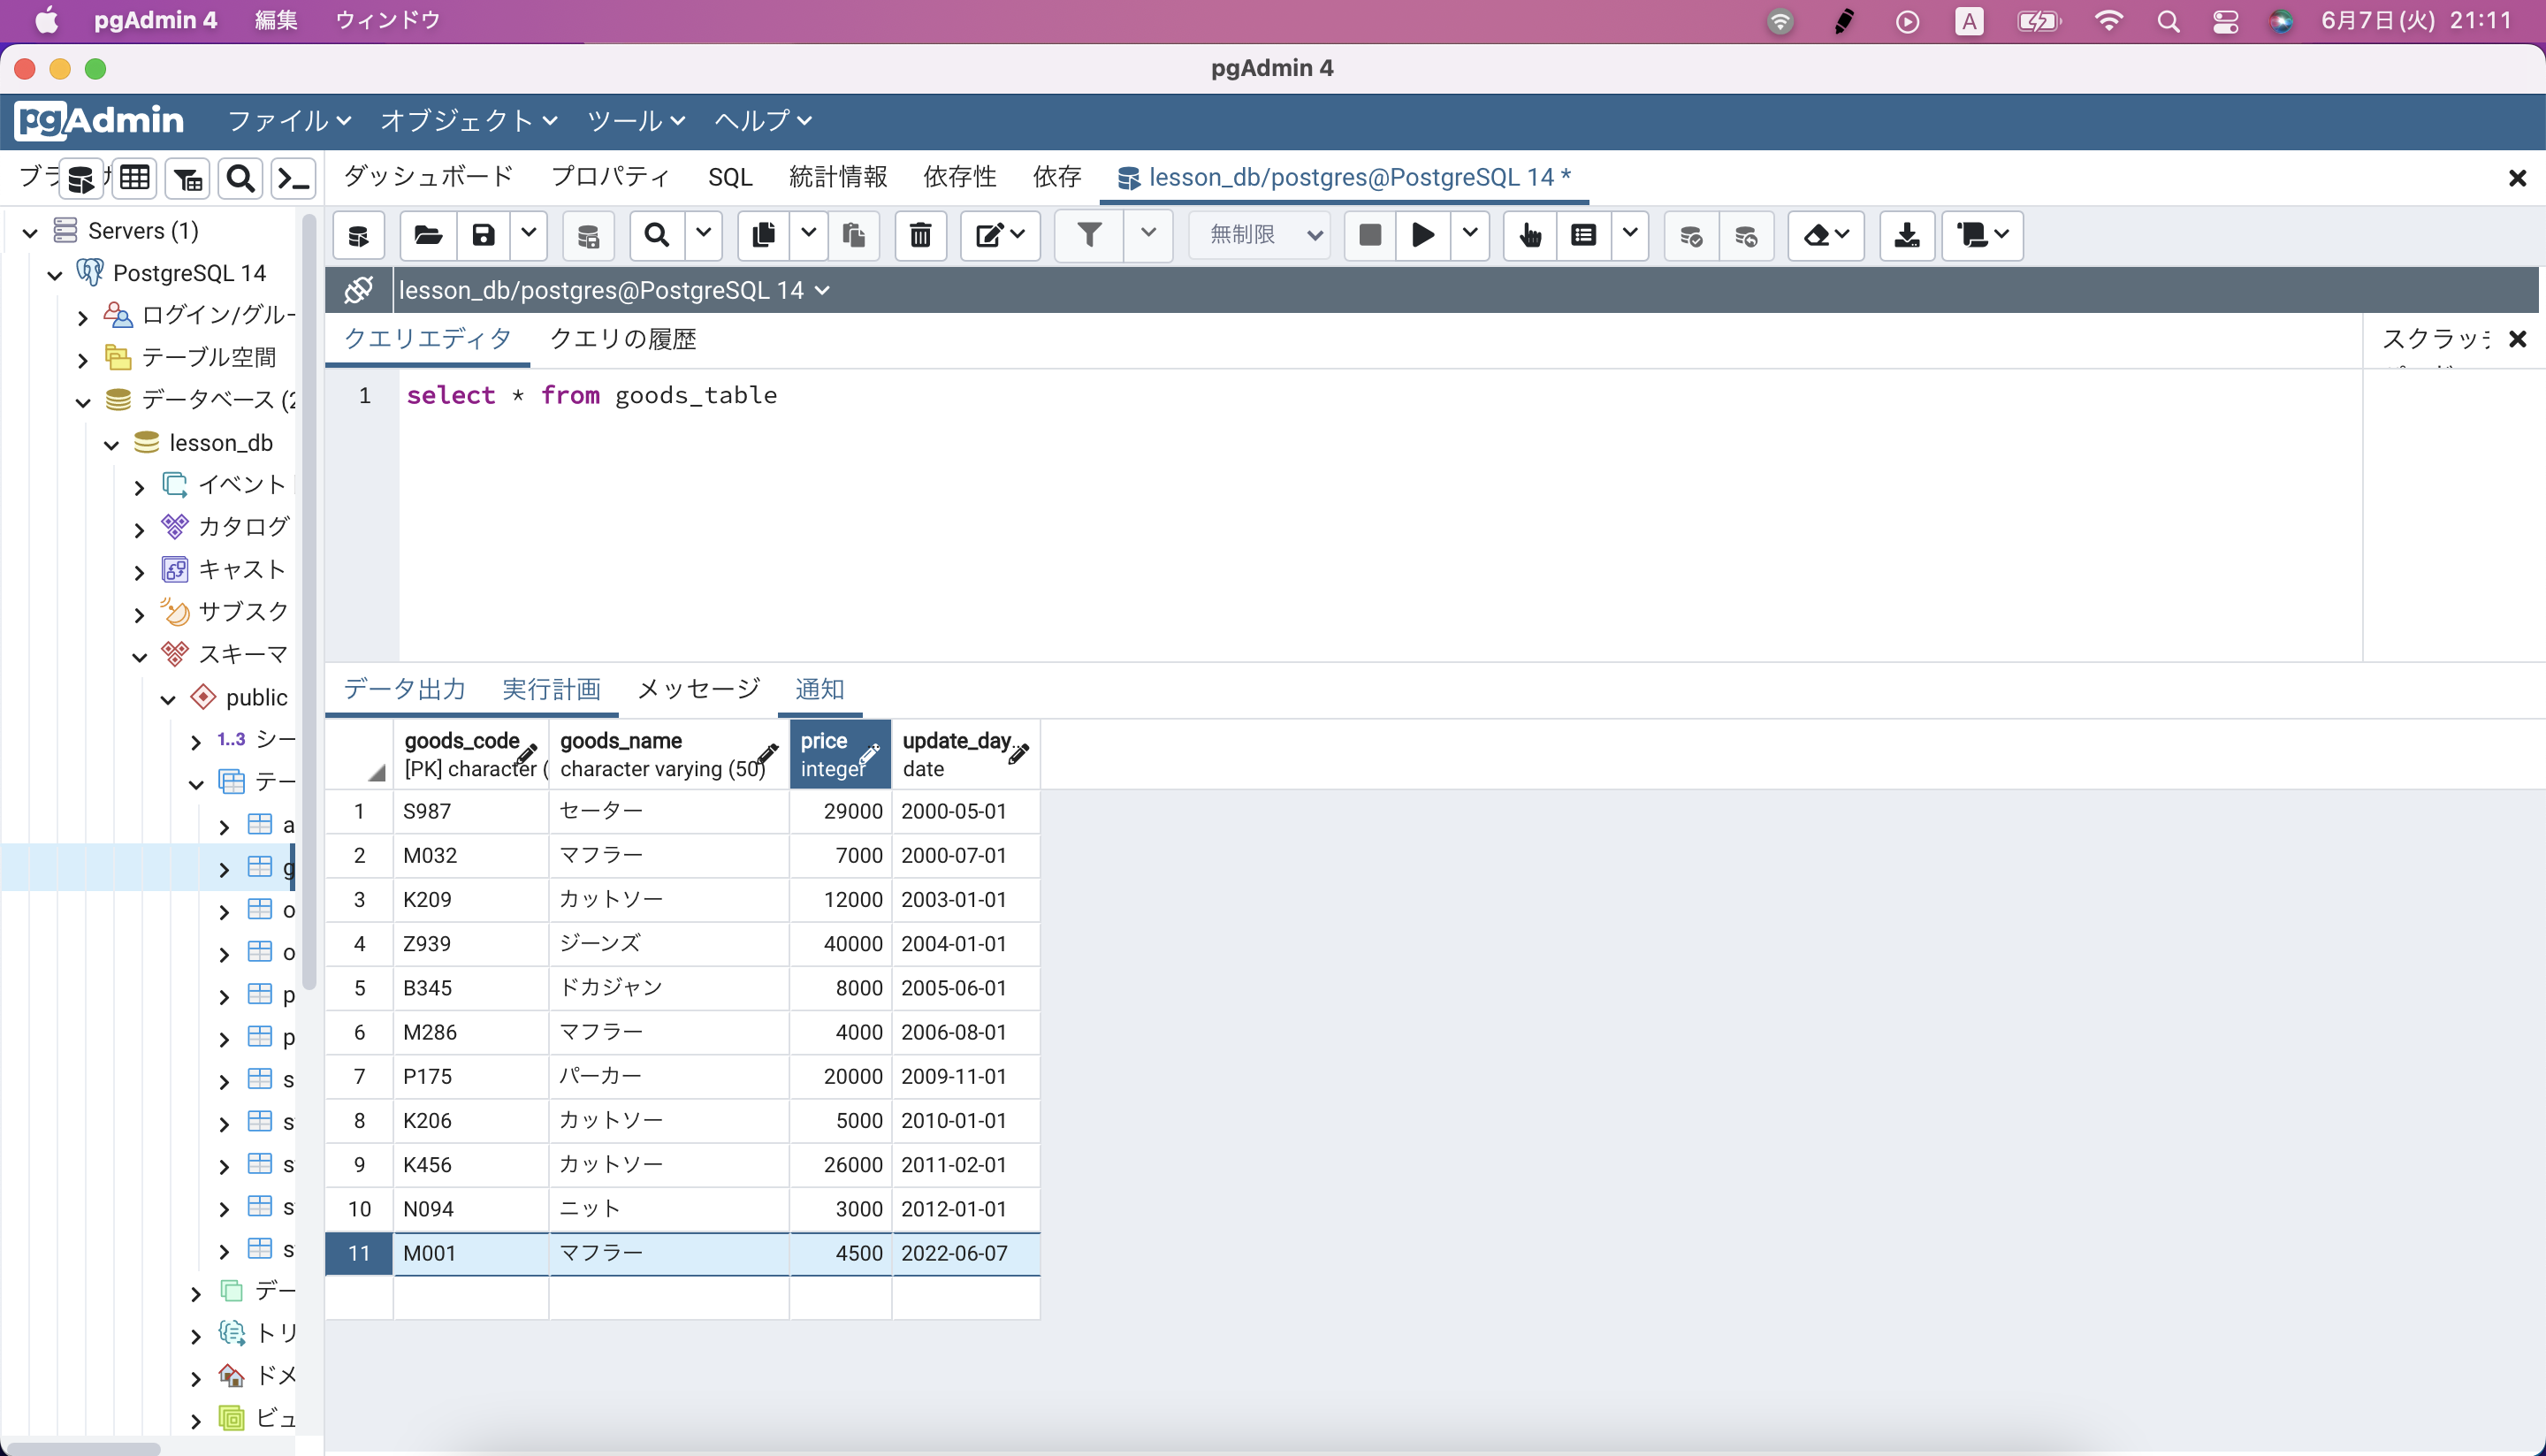 pgAdmin 4 編集 ウィンドウ A 6月7日(火) 21:11
pgAdmin 4
pgAdmin ファイル オブジェクト ツール ヘルプ
ダッシュボード プロパティ SQL 統計情報 依存性 依存 lesson_db/postgres@PostgreSQL 14 *
Servers (1)
PostgreSQL 14
ログイン/グルー
テーブル空間
データベース (2
lesson_db
イベント
カタログ
キャスト
サブスク
スキーマ
public
1..3 シー
テー
a
g
o
o
p
p
s
s
s
s
s
デー
トリ
ドメ
ビュ
無制限
lesson_db/postgres@PostgreSQL 14
クエリエディタ クエリの履歴 スクラッ
1 select * from goods_table
データ出力 実行計画 メッセージ 通知
goods_code goods_name price update_day..
[PK] character ( character varying (50) integer date
1 S987 セーター 29000 2000-05-01
2 M032 マフラー 7000 2000-07-01
3 K209 カットソー 12000 2003-01-01
4 Z939 ジーンズ 40000 2004-01-01
5 B345 ドカジャン 8000 2005-06-01
6 M286 マフラー 4000 2006-08-01
7 P175 パーカー 20000 2009-11-01
8 K206 カットソー 5000 2010-01-01
9 K456 カットソー 26000 2011-02-01
10 N094 ニット 3000 2012-01-01
11 M001 マフラー 4500 2022-06-07